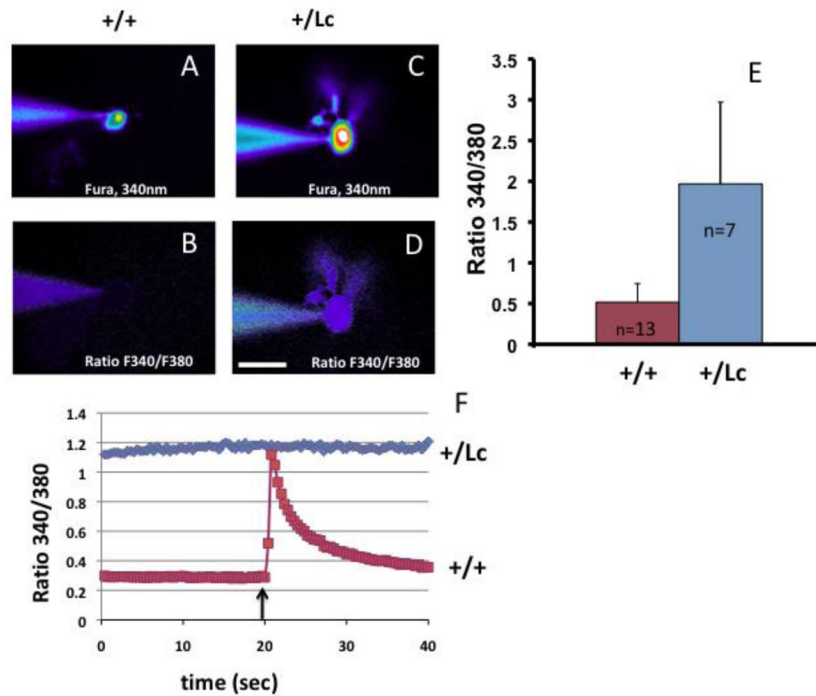 +/+
+/Lc
A
Fura, 340nm
C
Fura, 340nm
B
Ratio F340/F380
D
Ratio F340/F380
E
Ratio 340/380
3.5
3
2.5
2
1.5
1
0.5
0
n=13
n=7
+/+
+/Lc
F
Ratio 340/380
1.4
1.2
1
0.8
0.6
0.4
0.2
0
+/Lc
+/+
0 10 20 30 40
time (sec)